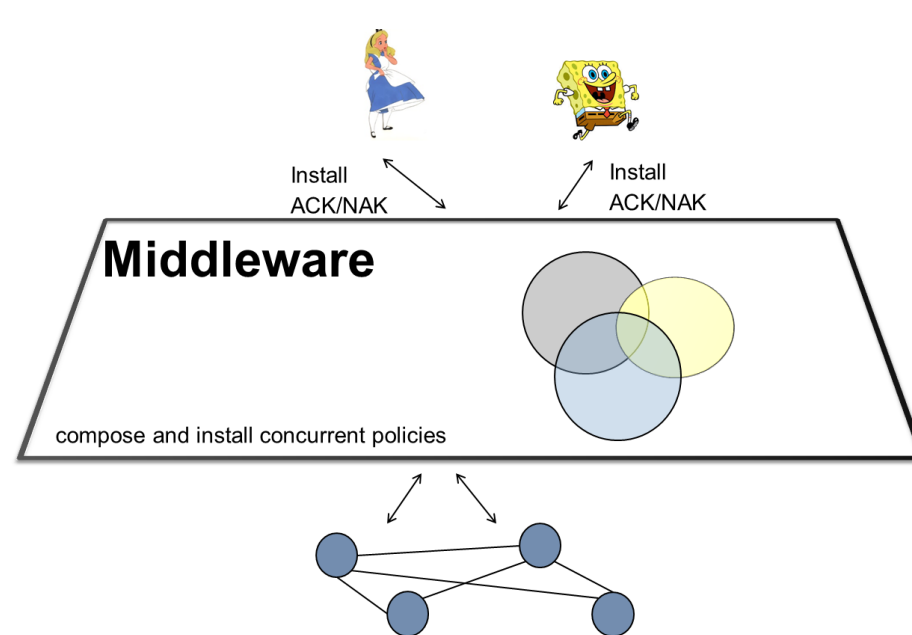 Install
ACK/NAK
Install
ACK/NAK
Middleware
compose and install concurrent policies